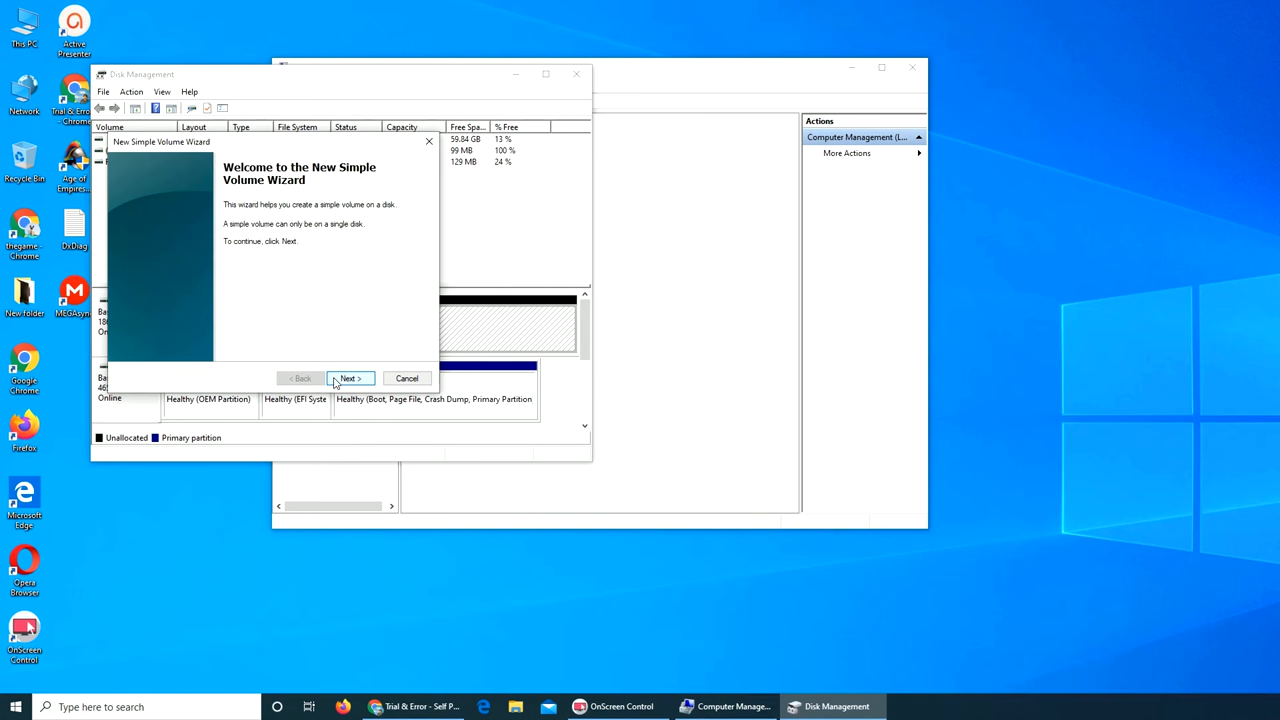 This PC
Active
Presenter
Network
Trial & Error
- Chrome
Recycle Bin
Age of
Empires...
thegame -
Chrome
DxDiag
New folder
MEGAsync
Google
Chrome
Firefox
Microsoft
Edge
Opera
Browser
OnScreen
Control
Disk Management
File Action View Help
Volume Layout Type File System Status Capacity Free Spa... % Free
59.84 GB 13 %
99 MB 100 %
129 MB 24 %
New Simple Volume Wizard
Welcome to the New Simple
Volume Wizard
This wizard helps you create a simple volume on a disk.
A simple volume can only be on a single disk.
To continue, click Next.
< Back Next > Cancel
Online
Healthy (OEM Partition) Healthy (EFI Syste Healthy (Boot, Page File, Crash Dump, Primary Partition
Unallocated Primary partition
Actions
Computer Management (L...
More Actions
Type here to search
Trial & Error - Self P...
OnScreen Control
Computer Manage...
Disk Management